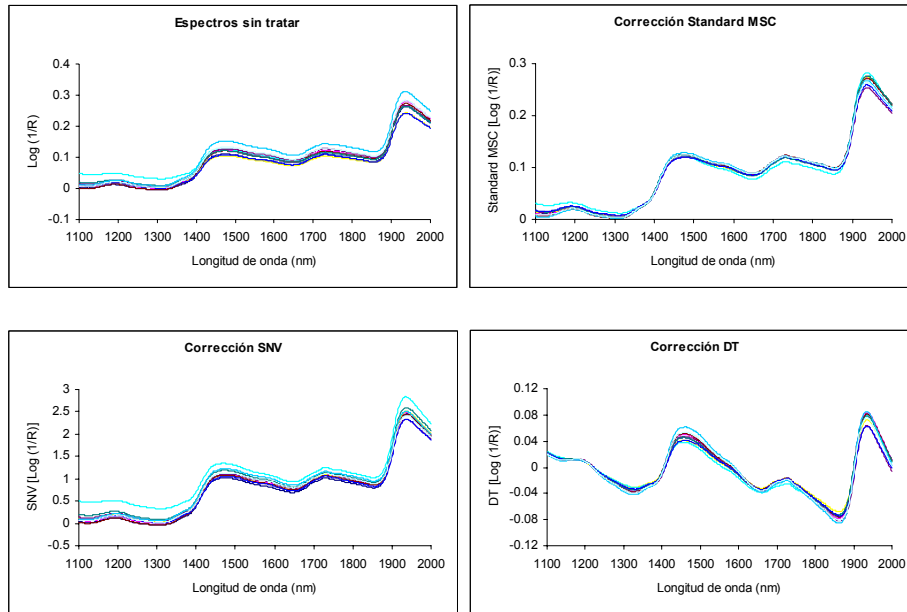 Espectros sin tratar
Log (1/R)
0.4
0.3
0.2
0.1
0
-0.1
1100 1200 1300 1400 1500 1600 1700 1800 1900 2000
Longitud de onda (nm)
Corrección Standard MSC
Standard MSC [Log (1/R)]
0.3
0.2
0.1
0
1100 1200 1300 1400 1500 1600 1700 1800 1900 2000
Longitud de onda (nm)
Corrección SNV
SNV [Log (1/R)]
3
2.5
2
1.5
1
0.5
0
-0.5
1100 1200 1300 1400 1500 1600 1700 1800 1900 2000
Longitud de onda (nm)
Corrección DT
DT [Log (1/R)]
0.12
0.08
0.04
0
-0.04
-0.08
-0.12
1100 1200 1300 1400 1500 1600 1700 1800 1900 2000
Longitud de onda (nm)